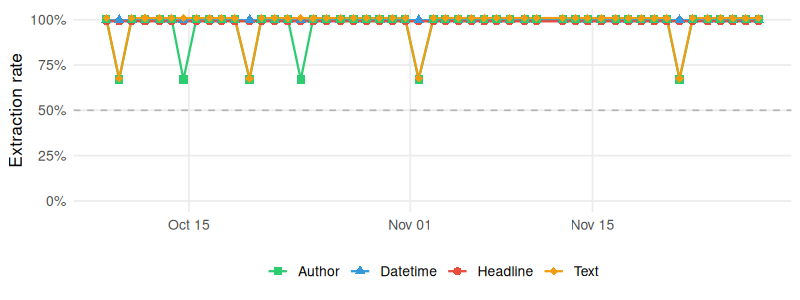 Extraction rate
100%
75%
50%
25%
0%
Oct 15 Nov 01 Nov 15
Author Datetime Headline Text